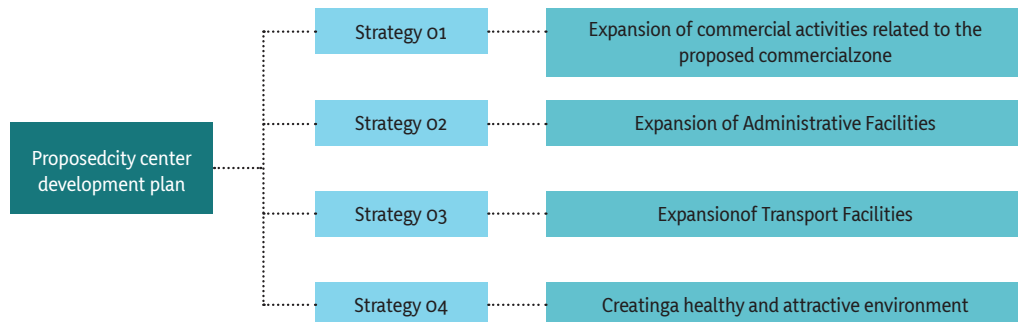 Proposedcity center
development plan
Strategy 01
Expansion of commercial activities related to the
proposed commercialzone
Strategy 02
Expansion of Administrative Facilities
Strategy 03
Expansionof Transport Facilities
Strategy 04
Creatinga healthy and attractive environment